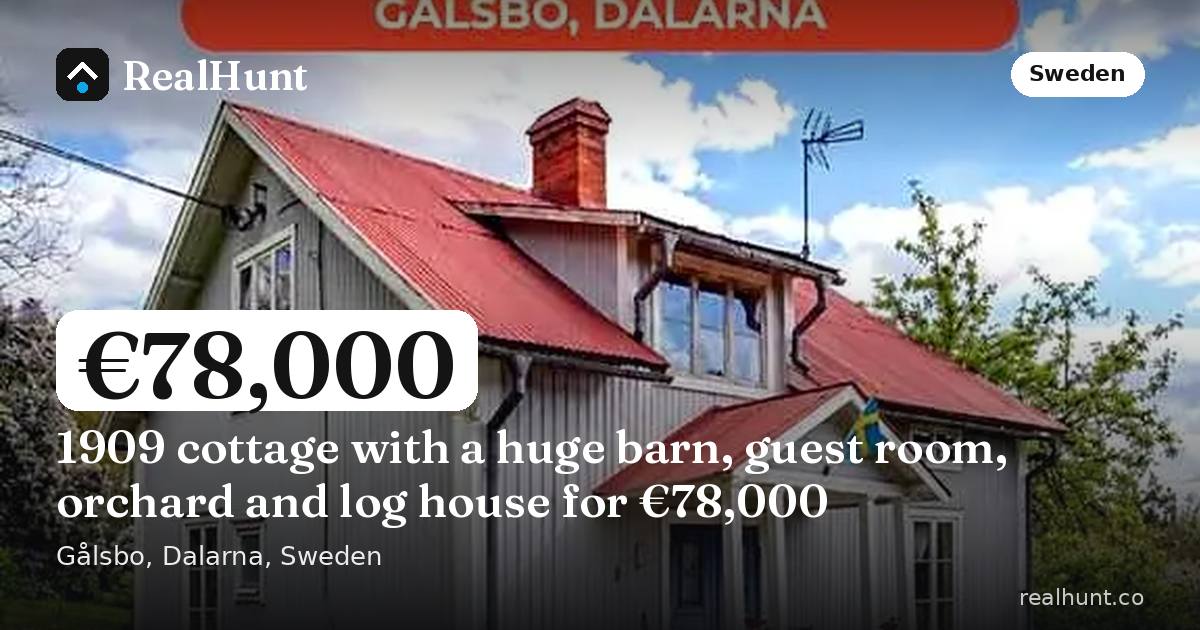 GÅLSBO, DALARNA
RealHunt
Sweden
€78,000
1909 cottage with a huge barn, guest room,
orchard and log house for €78,000
Gålsbo, Dalarna, Sweden
realhunt.co